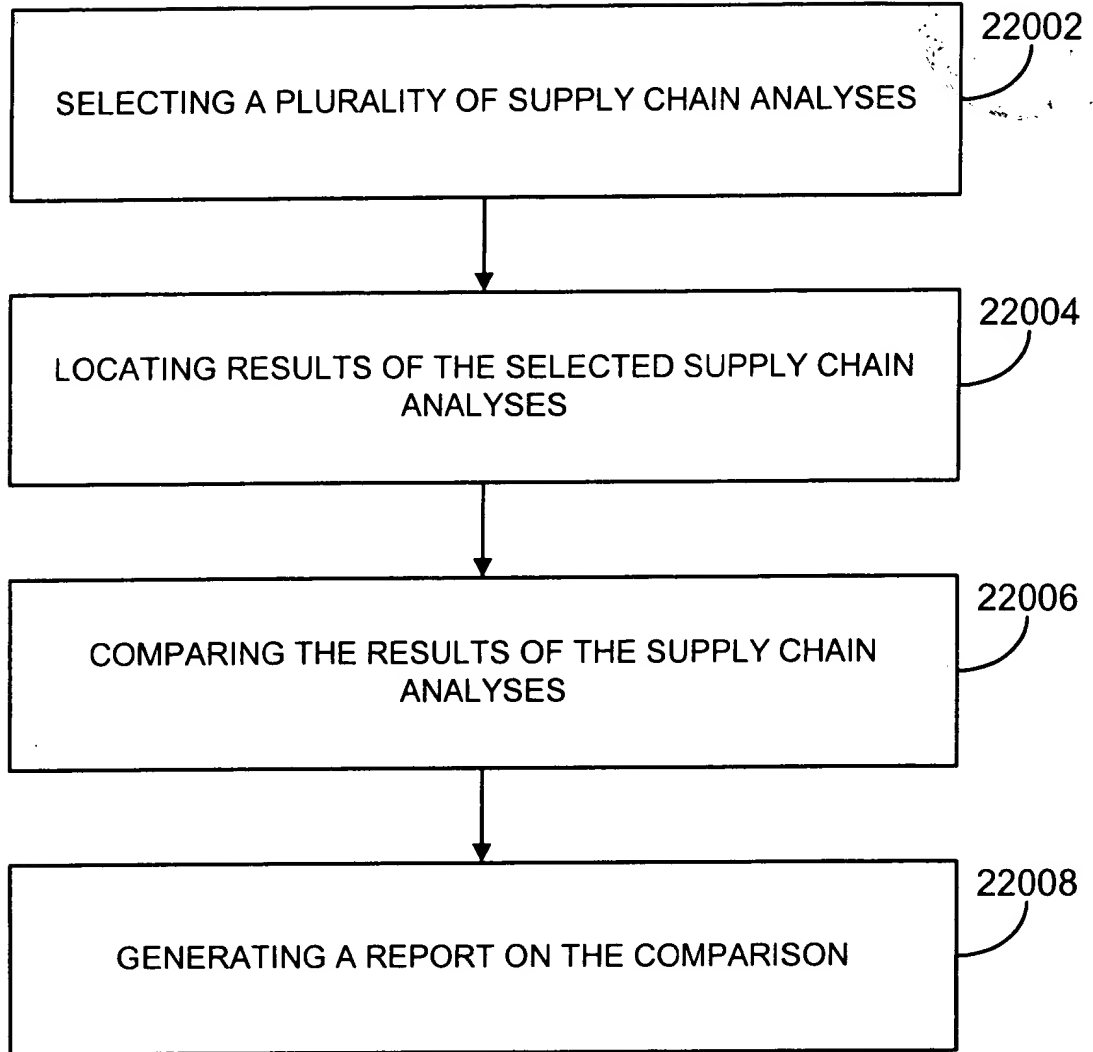 22002
SELECTING A PLURALITY OF SUPPLY CHAIN ANALYSES
22004
LOCATING RESULTS OF THE SELECTED SUPPLY CHAIN
ANALYSES
22006
COMPARING THE RESULTS OF THE SUPPLY CHAIN
ANALYSES
22008
GENERATING A REPORT ON THE COMPARISON